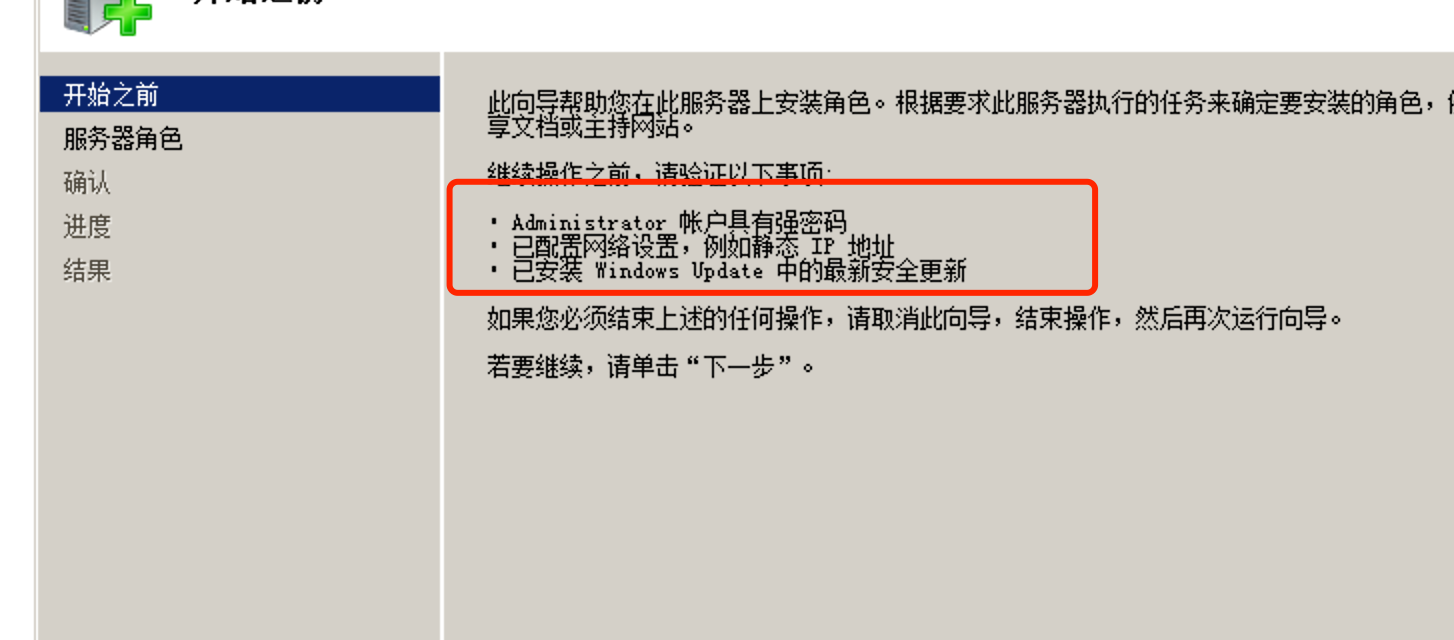 开始之前
服务器角色
确认
进度
结果
此向导帮助您在此服务器上安装角色。根据要求此服务器执行的任务来确定要安装的角色，
享文档或主持网站。
继续操作之前，请验证以下事项:
· Administrator 帐户具有强密码
· 已配置网络设置，例如静态 IP 地址
· 已安装 Windows Update 中的最新安全更新
如果您必须结束上述的任何操作，请取消此向导，结束操作，然后再次运行向导。
若要继续，请单击“下一步”。